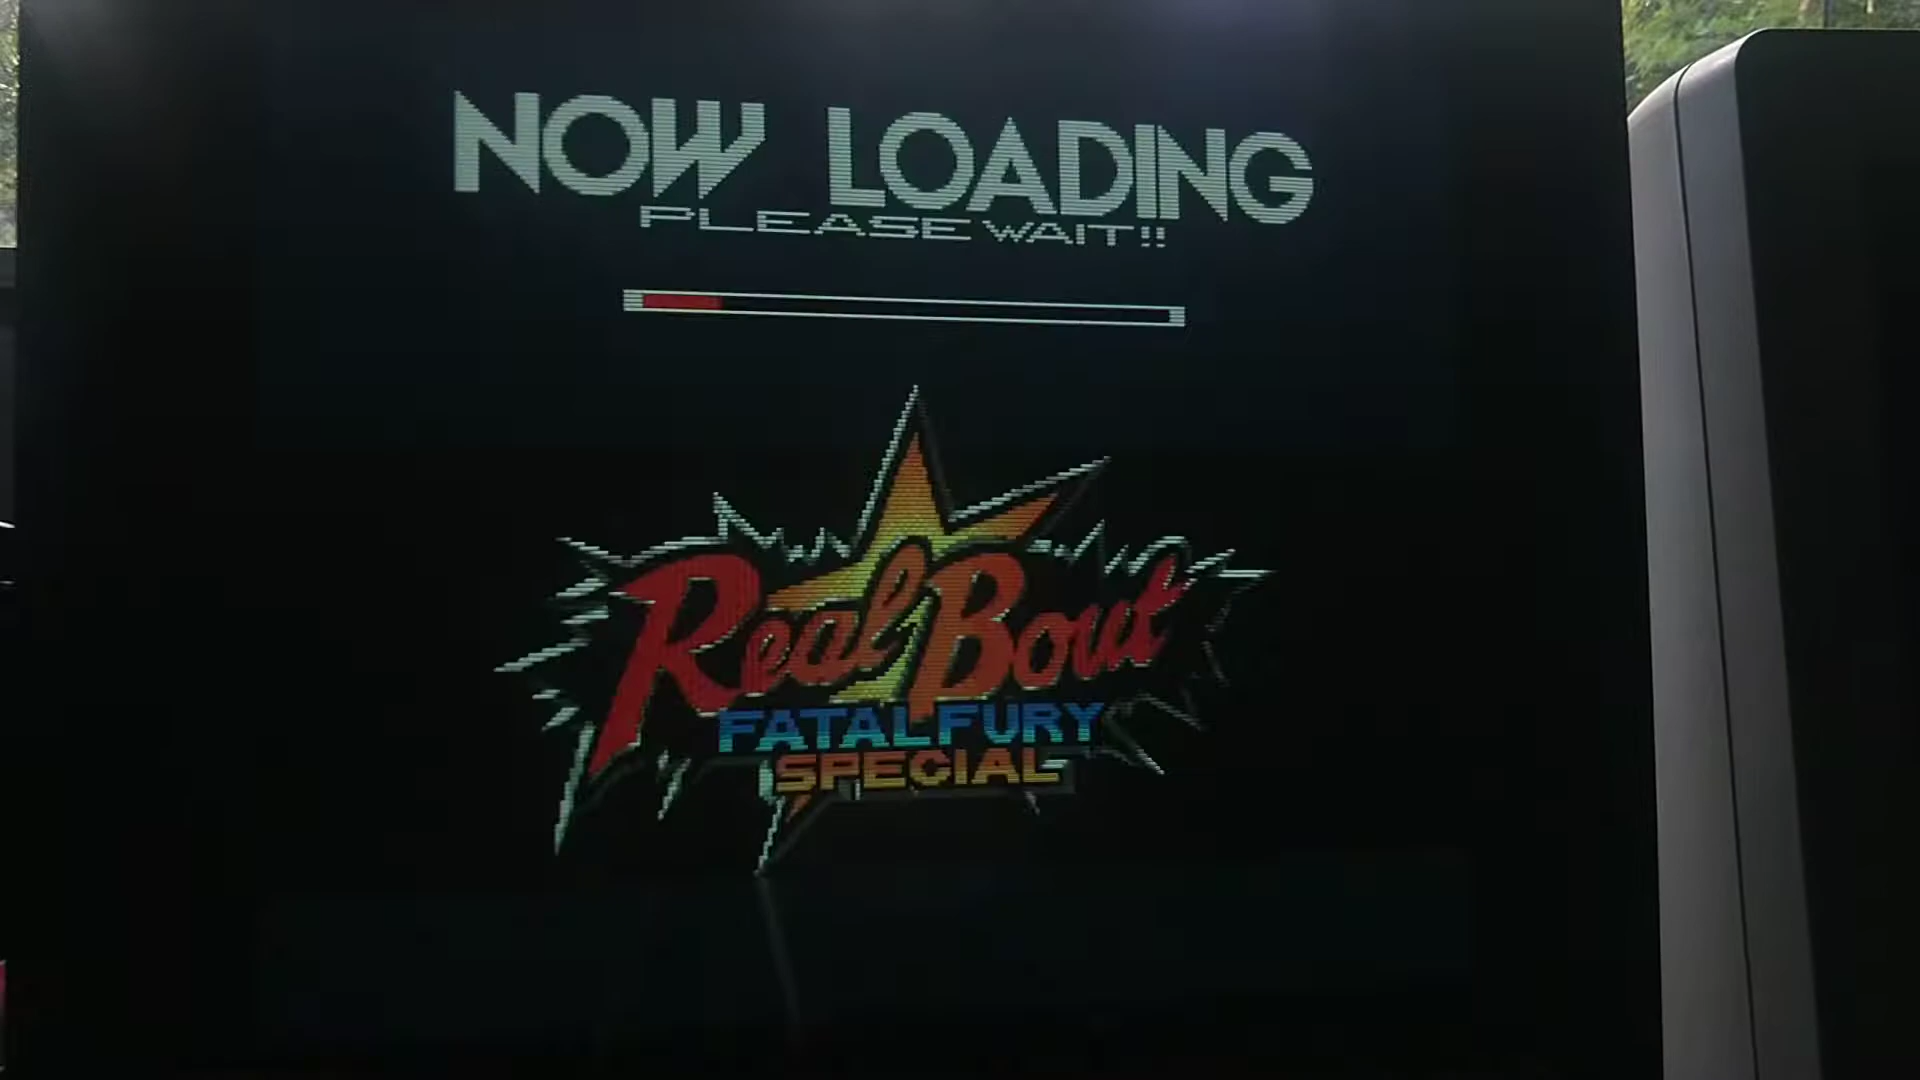 NOW LOADING
PLEASE WAIT!!
Real Bout
FATAL FURY
SPECIAL